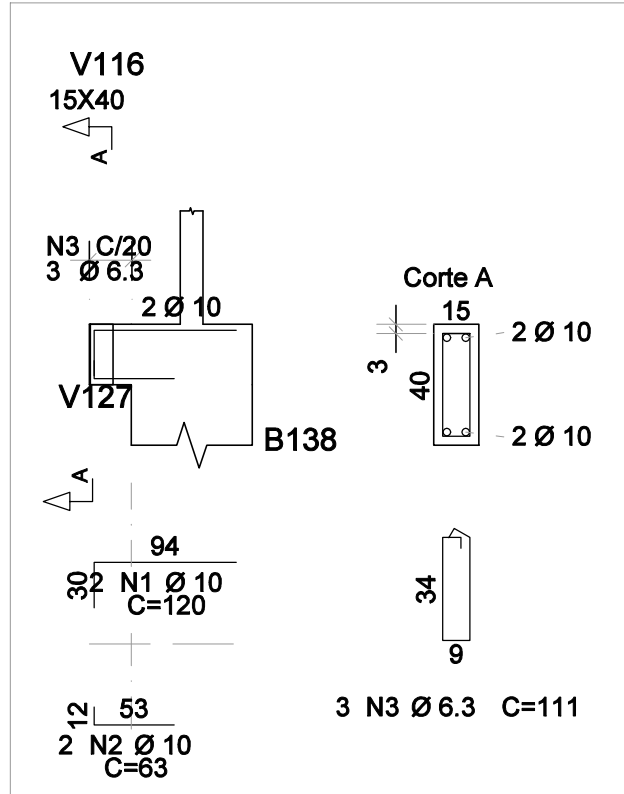 V116
15X40
A
N3 C/20
3 Ø 6.3
2 Ø 10
V127
B138
A
94
30
2 N1 Ø 10
C=120
12
53
2 N2 Ø 10
C=63
Corte A
15
3
40
2 Ø 10
2 Ø 10
34
9
3 N3 Ø 6.3 C=111